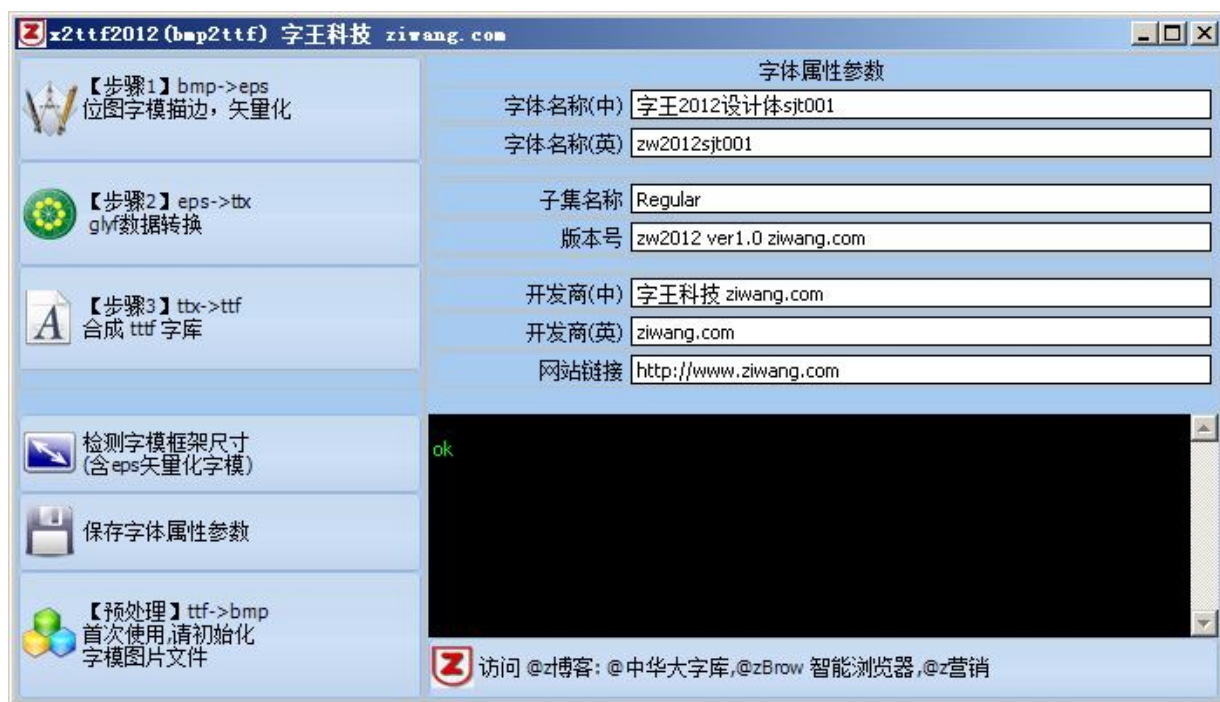 x2ttf2012(bmp2ttf) 字王科技 ziwang.com
【步骤1】bmp->eps
位图字模描边，矢量化
【步骤2】eps->ttx
glyf数据转换
【步骤3】ttx->ttf
合成 tttf 字库
检测字模框架尺寸
(含eps矢量化字模)
保存字体属性参数
【预处理】ttf->bmp
首次使用,请初始化
字模图片文件
字体属性参数
字体名称(中) 字王2012设计体sjt001
字体名称(英) zw2012sjt001
子集名称 Regular
版本号 zw2012 ver1.0 ziwang.com
开发商(中) 字王科技 ziwang.com
开发商(英) ziwang.com
网站链接 http://www.ziwang.com
ok
访问 @z博客: @中华大字库,@zBrow 智能浏览器,@z营销